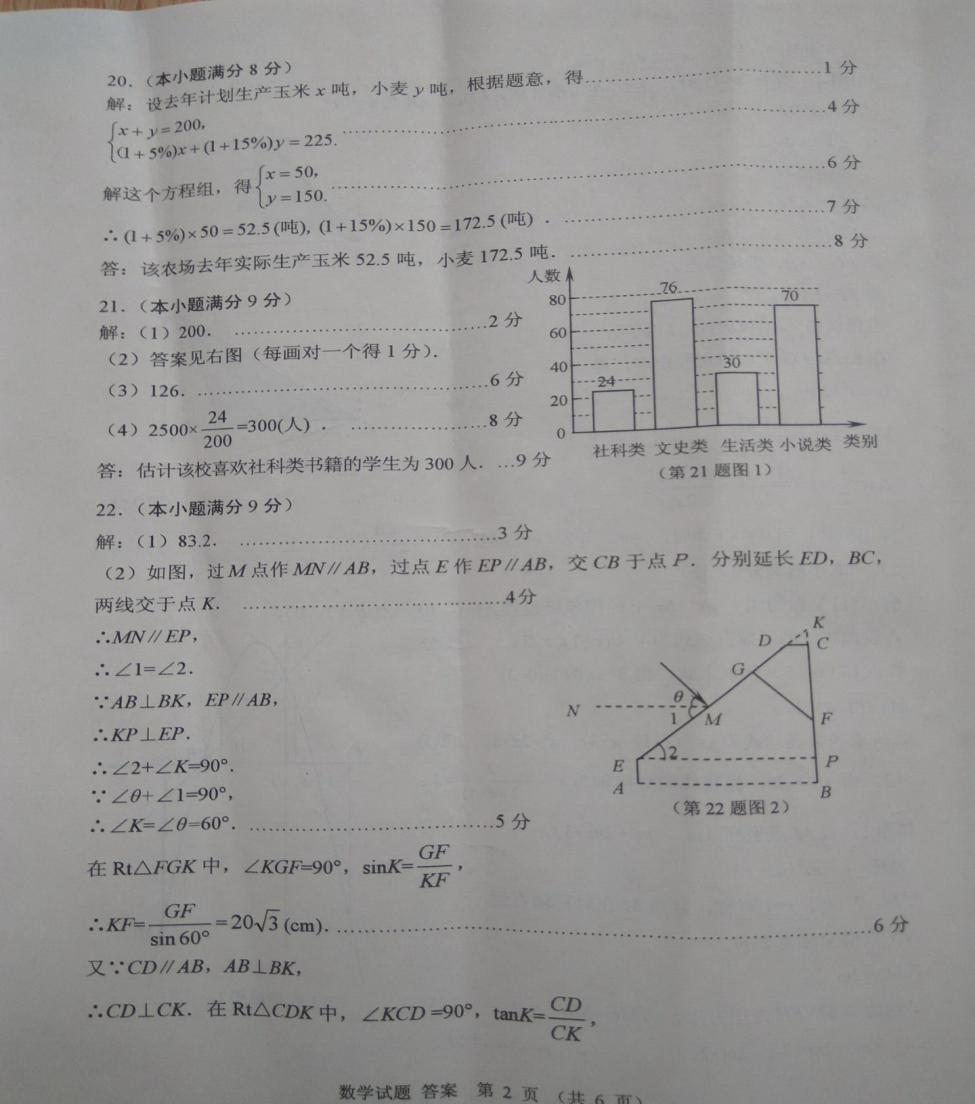 20.（本小题满分 8 分）
解：设去年计划生产玉米 x 吨，小麦 y 吨，根据题意，得……1 分
{x + y = 200,
(1+5%)x+(1+15%)y = 225. ……4 分
解这个方程组，得{x = 50,
y = 150. ……6 分
∴(1+5%)×50=52.5(吨), (1+15%)×150=172.5(吨) . ……7 分
答：该农场去年实际生产玉米 52.5 吨，小麦 172.5 吨. ……8 分
21.（本小题满分 9 分）
解：（1）200. ……2 分
（2）答案见右图（每画对一个得 1 分）.
（3）126. ……6 分
（4）2500×24/200=300(人) . ……8 分
答：估计该校喜欢社科类书籍的学生为 300 人. …9 分
人数
80
60
40
20
0
24
76
30
70
社科类 文史类 生活类 小说类 类别
（第 21 题图 1）
22.（本小题满分 9 分）
解：（1）83.2. ……3 分
（2）如图，过 M 点作 MN∥AB，过点 E 作 EP∥AB，交 CB 于点 P. 分别延长 ED，BC，
两线交于点 K. ……4分
∴MN∥EP，
∴∠1=∠2.
∵AB⊥BK，EP∥AB，
∴KP⊥EP.
∴∠2+∠K=90°.
∵∠θ+∠1=90°，
∴∠K=∠θ=60°. ……5 分
K
D C
G
θ
N 1 M
F
2
E P
A B
（第 22 题图 2）
在 Rt△FGK 中，∠KGF=90°，sinK=GF/KF，
∴KF=GF/sin 60°=20√3 (cm). ……6 分
又∵CD∥AB，AB⊥BK，
∴CD⊥CK. 在 Rt△CDK 中，∠KCD =90°，tanK=CD/CK，
数学试题 答案 第 2 页 （共 6 页）